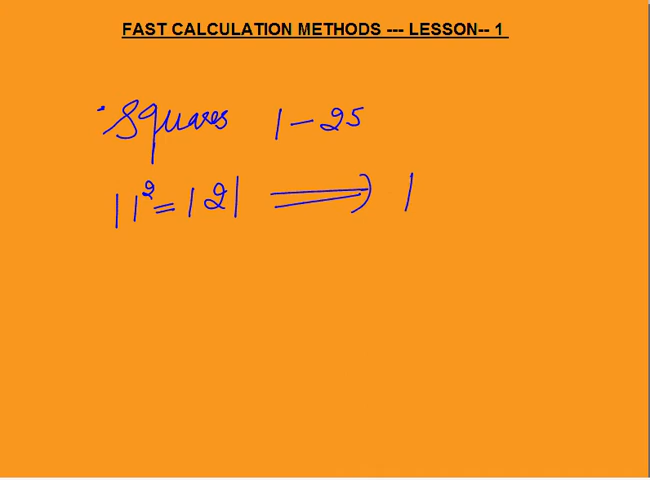 FAST CALCULATION METHODS --- LESSON-- 1
Squares 1 - 25
11² = 121 ⟹ 1